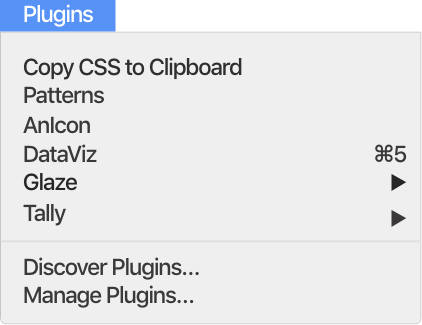 Plugins
Copy CSS to Clipboard
Patterns
AnIcon
DataViz ⌘5
Glaze ▶
Tally ▶
Discover Plugins...
Manage Plugins...